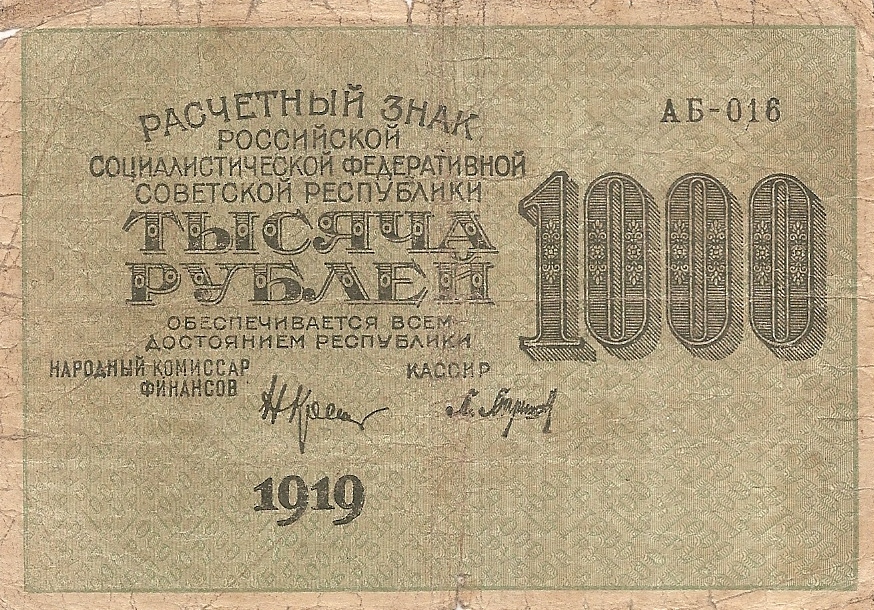 РАСЧЕТНЫЙ ЗНАК
РОССИЙСКОЙ
СОЦИАЛИСТИЧЕСКОЙ ФЕДЕРАТИВНОЙ
СОВЕТСКОЙ РЕСПУБЛИКИ
ТЫСЯЧА
РУБЛЕЙ
ОБЕСПЕЧИВАЕТСЯ ВСЕМ
ДОСТОЯНИЕМ РЕСПУБЛИКИ
НАРОДНЫЙ КОМИССАР
ФИНАНСОВ
КАССИР
1919
АБ-016
1000